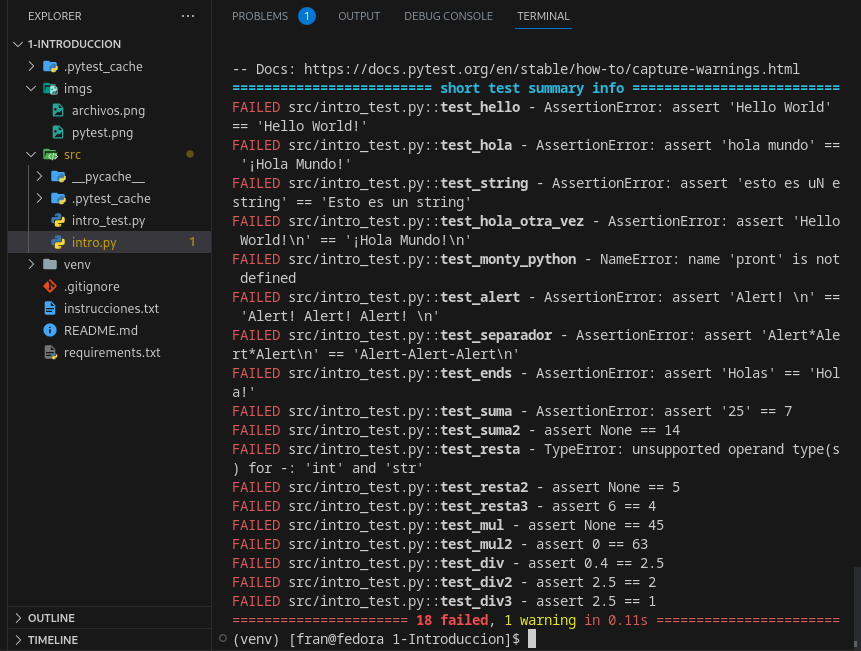 EXPLORER
···
1-INTRODUCCION
.pytest_cache
imgs
archivos.png
pytest.png
src
__pycache__
.pytest_cache
intro_test.py
intro.py 1
venv
.gitignore
instrucciones.txt
README.md
requirements.txt
OUTLINE
TIMELINE
PROBLEMS 1 OUTPUT DEBUG CONSOLE TERMINAL
-- Docs: https://docs.pytest.org/en/stable/how-to/capture-warnings.html
========================= short test summary info ==========================
FAILED src/intro_test.py::test_hello - AssertionError: assert 'Hello World'
== 'Hello World!'
FAILED src/intro_test.py::test_hola - AssertionError: assert 'hola mundo' ==
'¡Hola Mundo!'
FAILED src/intro_test.py::test_string - AssertionError: assert 'esto es uN e
string' == 'Esto es un string'
FAILED src/intro_test.py::test_hola_otra_vez - AssertionError: assert 'Hello
World!\n' == '¡Hola Mundo!\n'
FAILED src/intro_test.py::test_monty_python - NameError: name 'pront' is not
defined
FAILED src/intro_test.py::test_alert - AssertionError: assert 'Alert! \n' ==
'Alert! Alert! Alert! \n'
FAILED src/intro_test.py::test_separador - AssertionError: assert 'Alert*Ale
rt*Alert\n' == 'Alert-Alert-Alert\n'
FAILED src/intro_test.py::test_ends - AssertionError: assert 'Holas' == 'Hol
a!'
FAILED src/intro_test.py::test_suma - AssertionError: assert '25' == 7
FAILED src/intro_test.py::test_suma2 - assert None == 14
FAILED src/intro_test.py::test_resta - TypeError: unsupported operand type(s
) for -: 'int' and 'str'
FAILED src/intro_test.py::test_resta2 - assert None == 5
FAILED src/intro_test.py::test_resta3 - assert 6 == 4
FAILED src/intro_test.py::test_mul - assert None == 45
FAILED src/intro_test.py::test_mul2 - assert 0 == 63
FAILED src/intro_test.py::test_div - assert 0.4 == 2.5
FAILED src/intro_test.py::test_div2 - assert 2.5 == 2
FAILED src/intro_test.py::test_div3 - assert 2.5 == 1
====================== 18 failed, 1 warning in 0.11s =======================
(venv) [fran@fedora 1-Introduccion]$